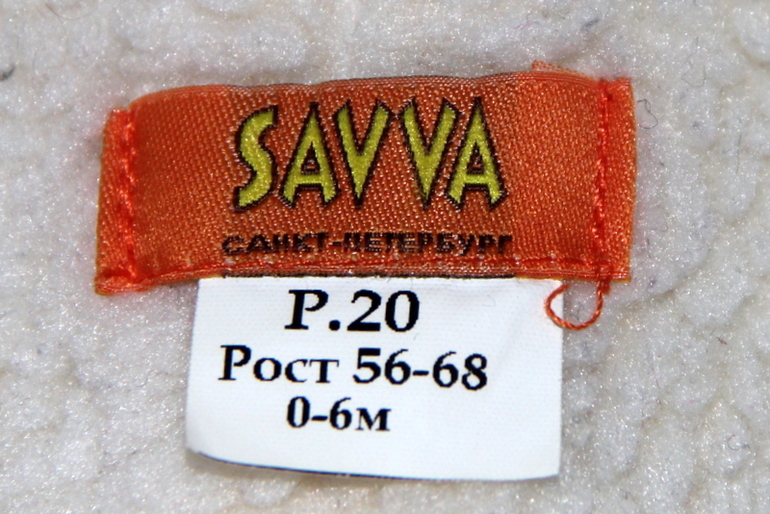 SAVVA
САНКТ-ПЕТЕРБУРГ
Р.20
Рост 56-68
0-6м